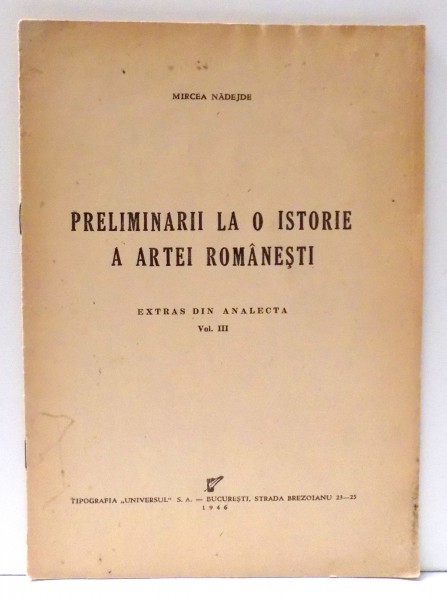 MIRCEA NĂDEJDE
PRELIMINARII LA O ISTORIE
A ARTEI ROMÂNEȘTI
EXTRAS DIN ANALECTA
Vol. III
TIPOGRAFIA „UNIVERSUL" S. A. — BUCUREȘTI, STRADA BREZOIANU 23—25
1946